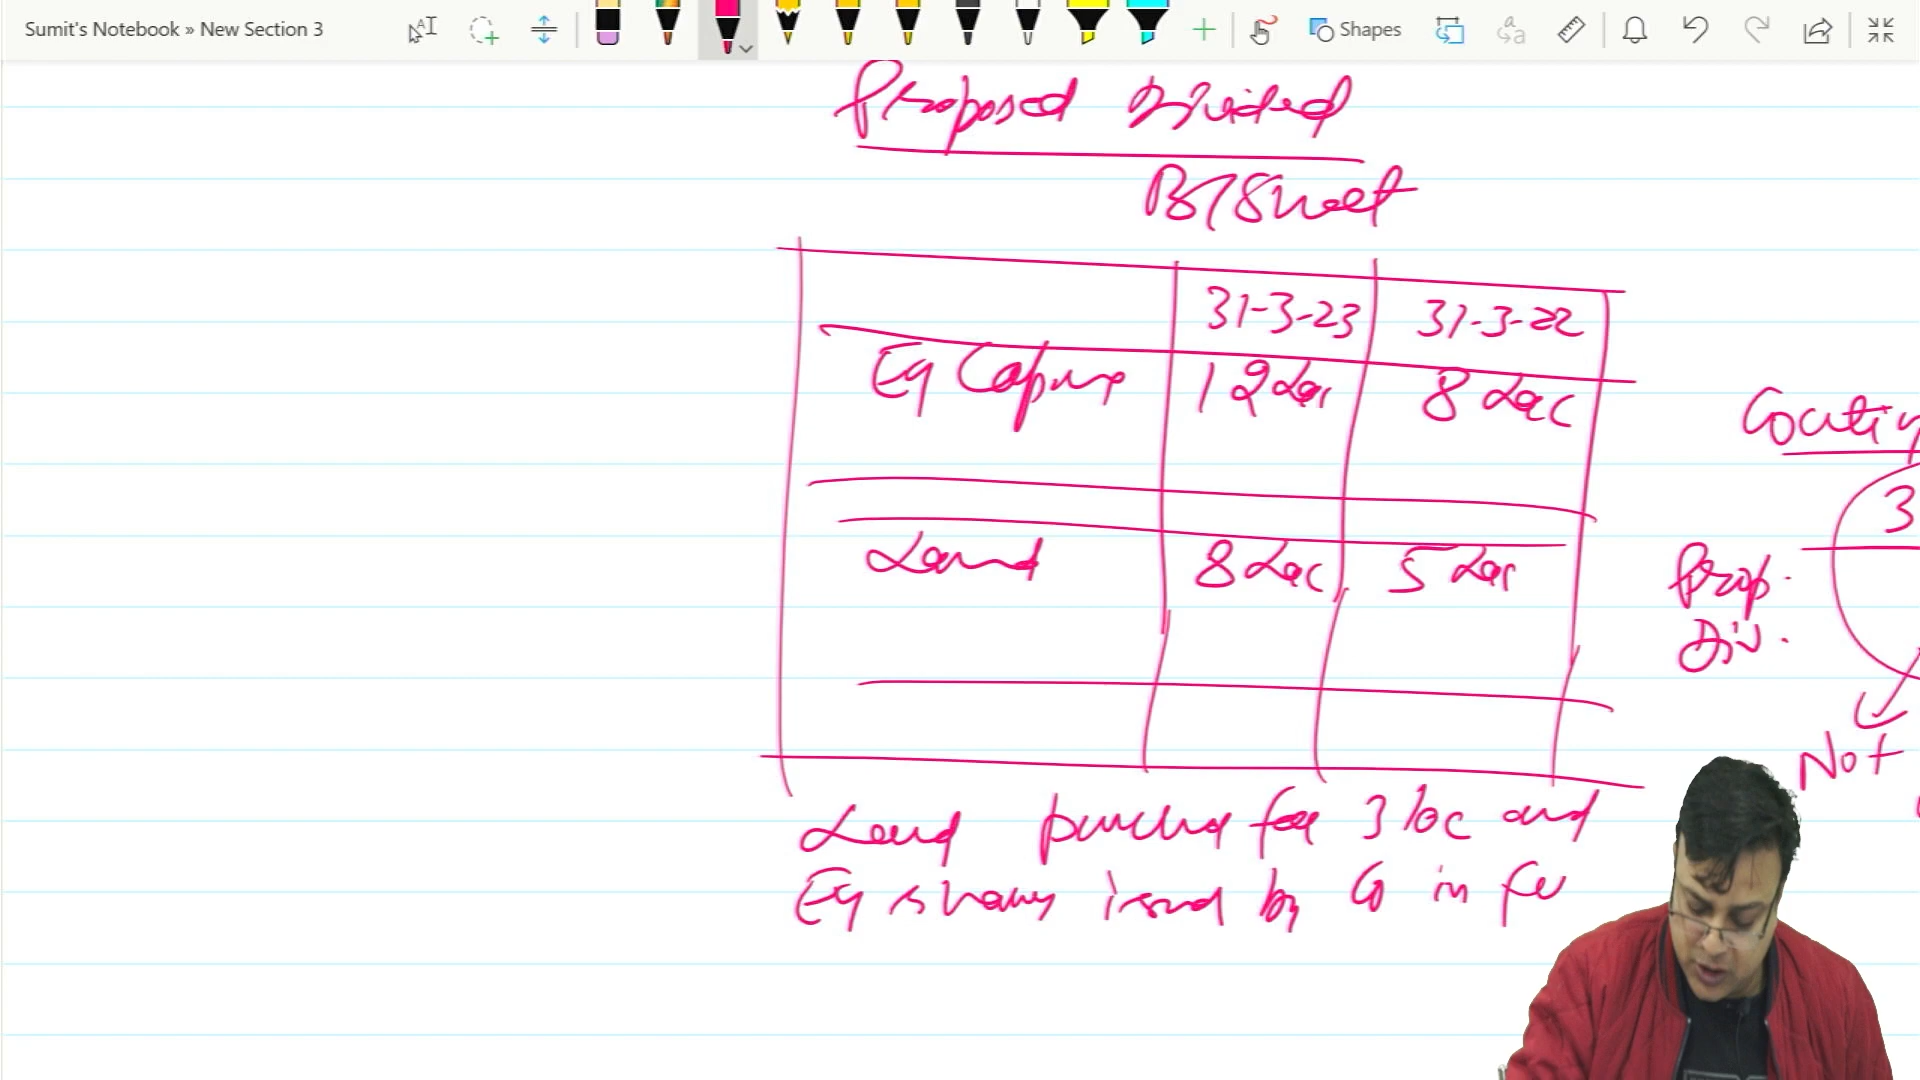 Sumit's Notebook » New Section 3
Shapes
Proposed Dividend
B/Sheet
31-3-23 31-3-22
Eq Capital 12 Lac 8 Lac
Land 8 Lac 5 Lac
Prop.
Div.
3
Not
Land purchased for 3 lac and
Eq shares issued by Co in